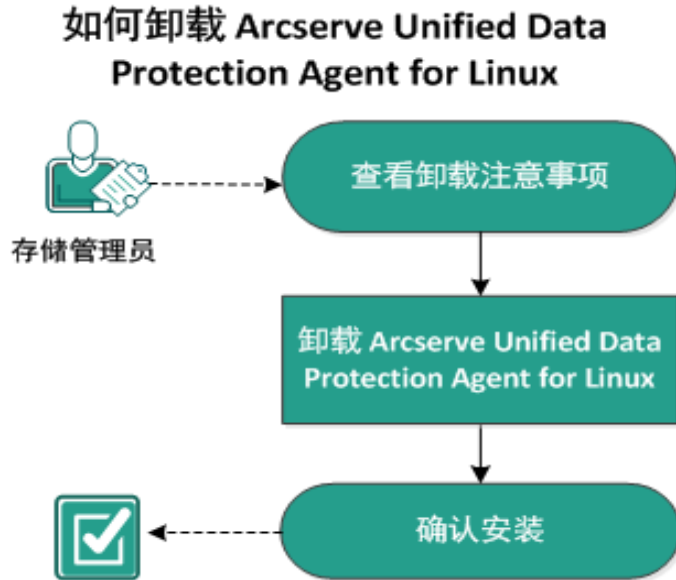 如何卸载 Arcserve Unified Data
Protection Agent for Linux
查看卸载注意事项
存储管理员
卸载 Arcserve Unified Data
Protection Agent for Linux
确认安装